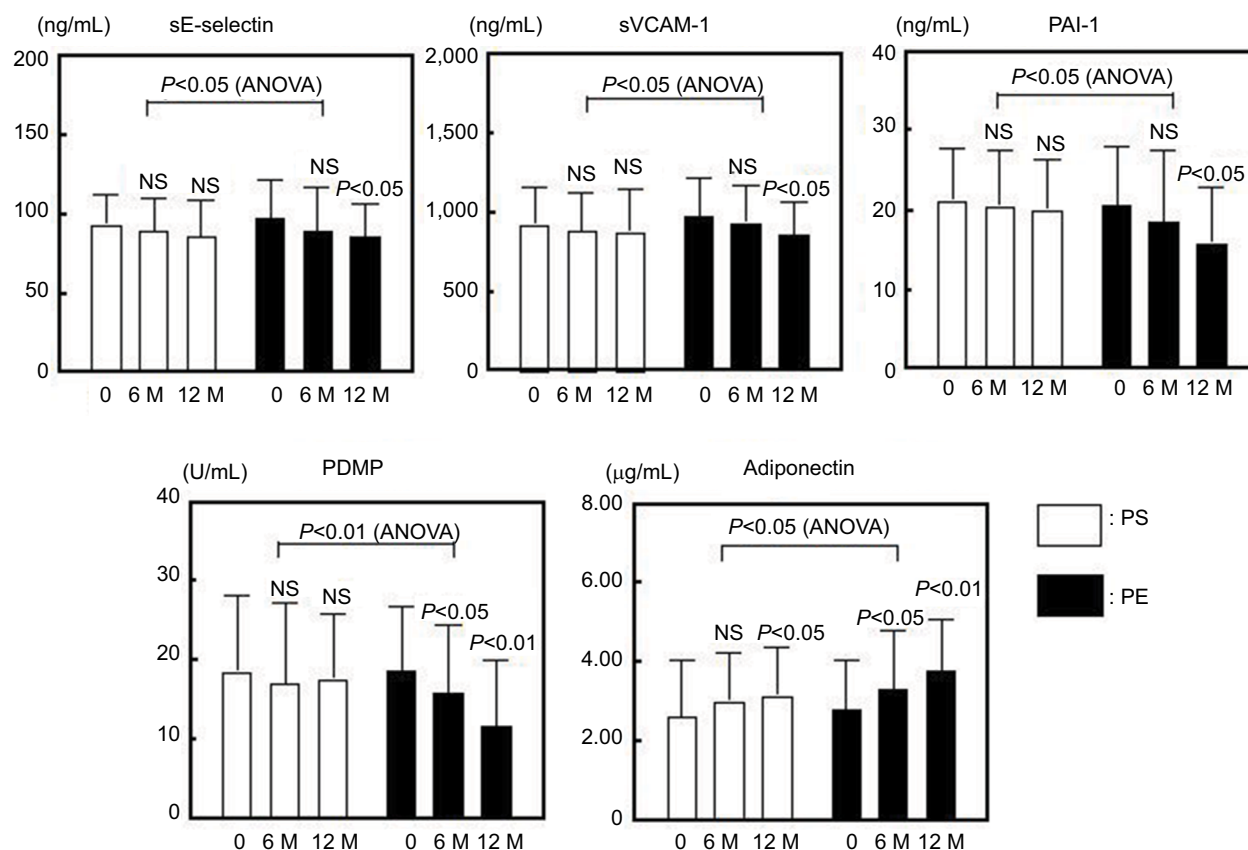 (ng/mL) sE-selectin
200
P<0.05 (ANOVA)
150
NS NS NS P<0.05
100
50
0
0 6 M 12 M 0 6 M 12 M
(ng/mL) sVCAM-1
2,000
P<0.05 (ANOVA)
1,500
NS NS NS P<0.05
1,000
500
0
0 6 M 12 M 0 6 M 12 M
(ng/mL) PAI-1
40
P<0.05 (ANOVA)
30
NS NS NS P<0.05
20
10
0
0 6 M 12 M 0 6 M 12 M
(U/mL) PDMP
40
P<0.01 (ANOVA)
30
NS NS P<0.05 P<0.01
20
10
0
0 6 M 12 M 0 6 M 12 M
(μg/mL) Adiponectin
8.00
P<0.05 (ANOVA)
6.00
NS P<0.05 P<0.05 P<0.01
4.00
2.00
0
0 6 M 12 M 0 6 M 12 M
: PS
: PE